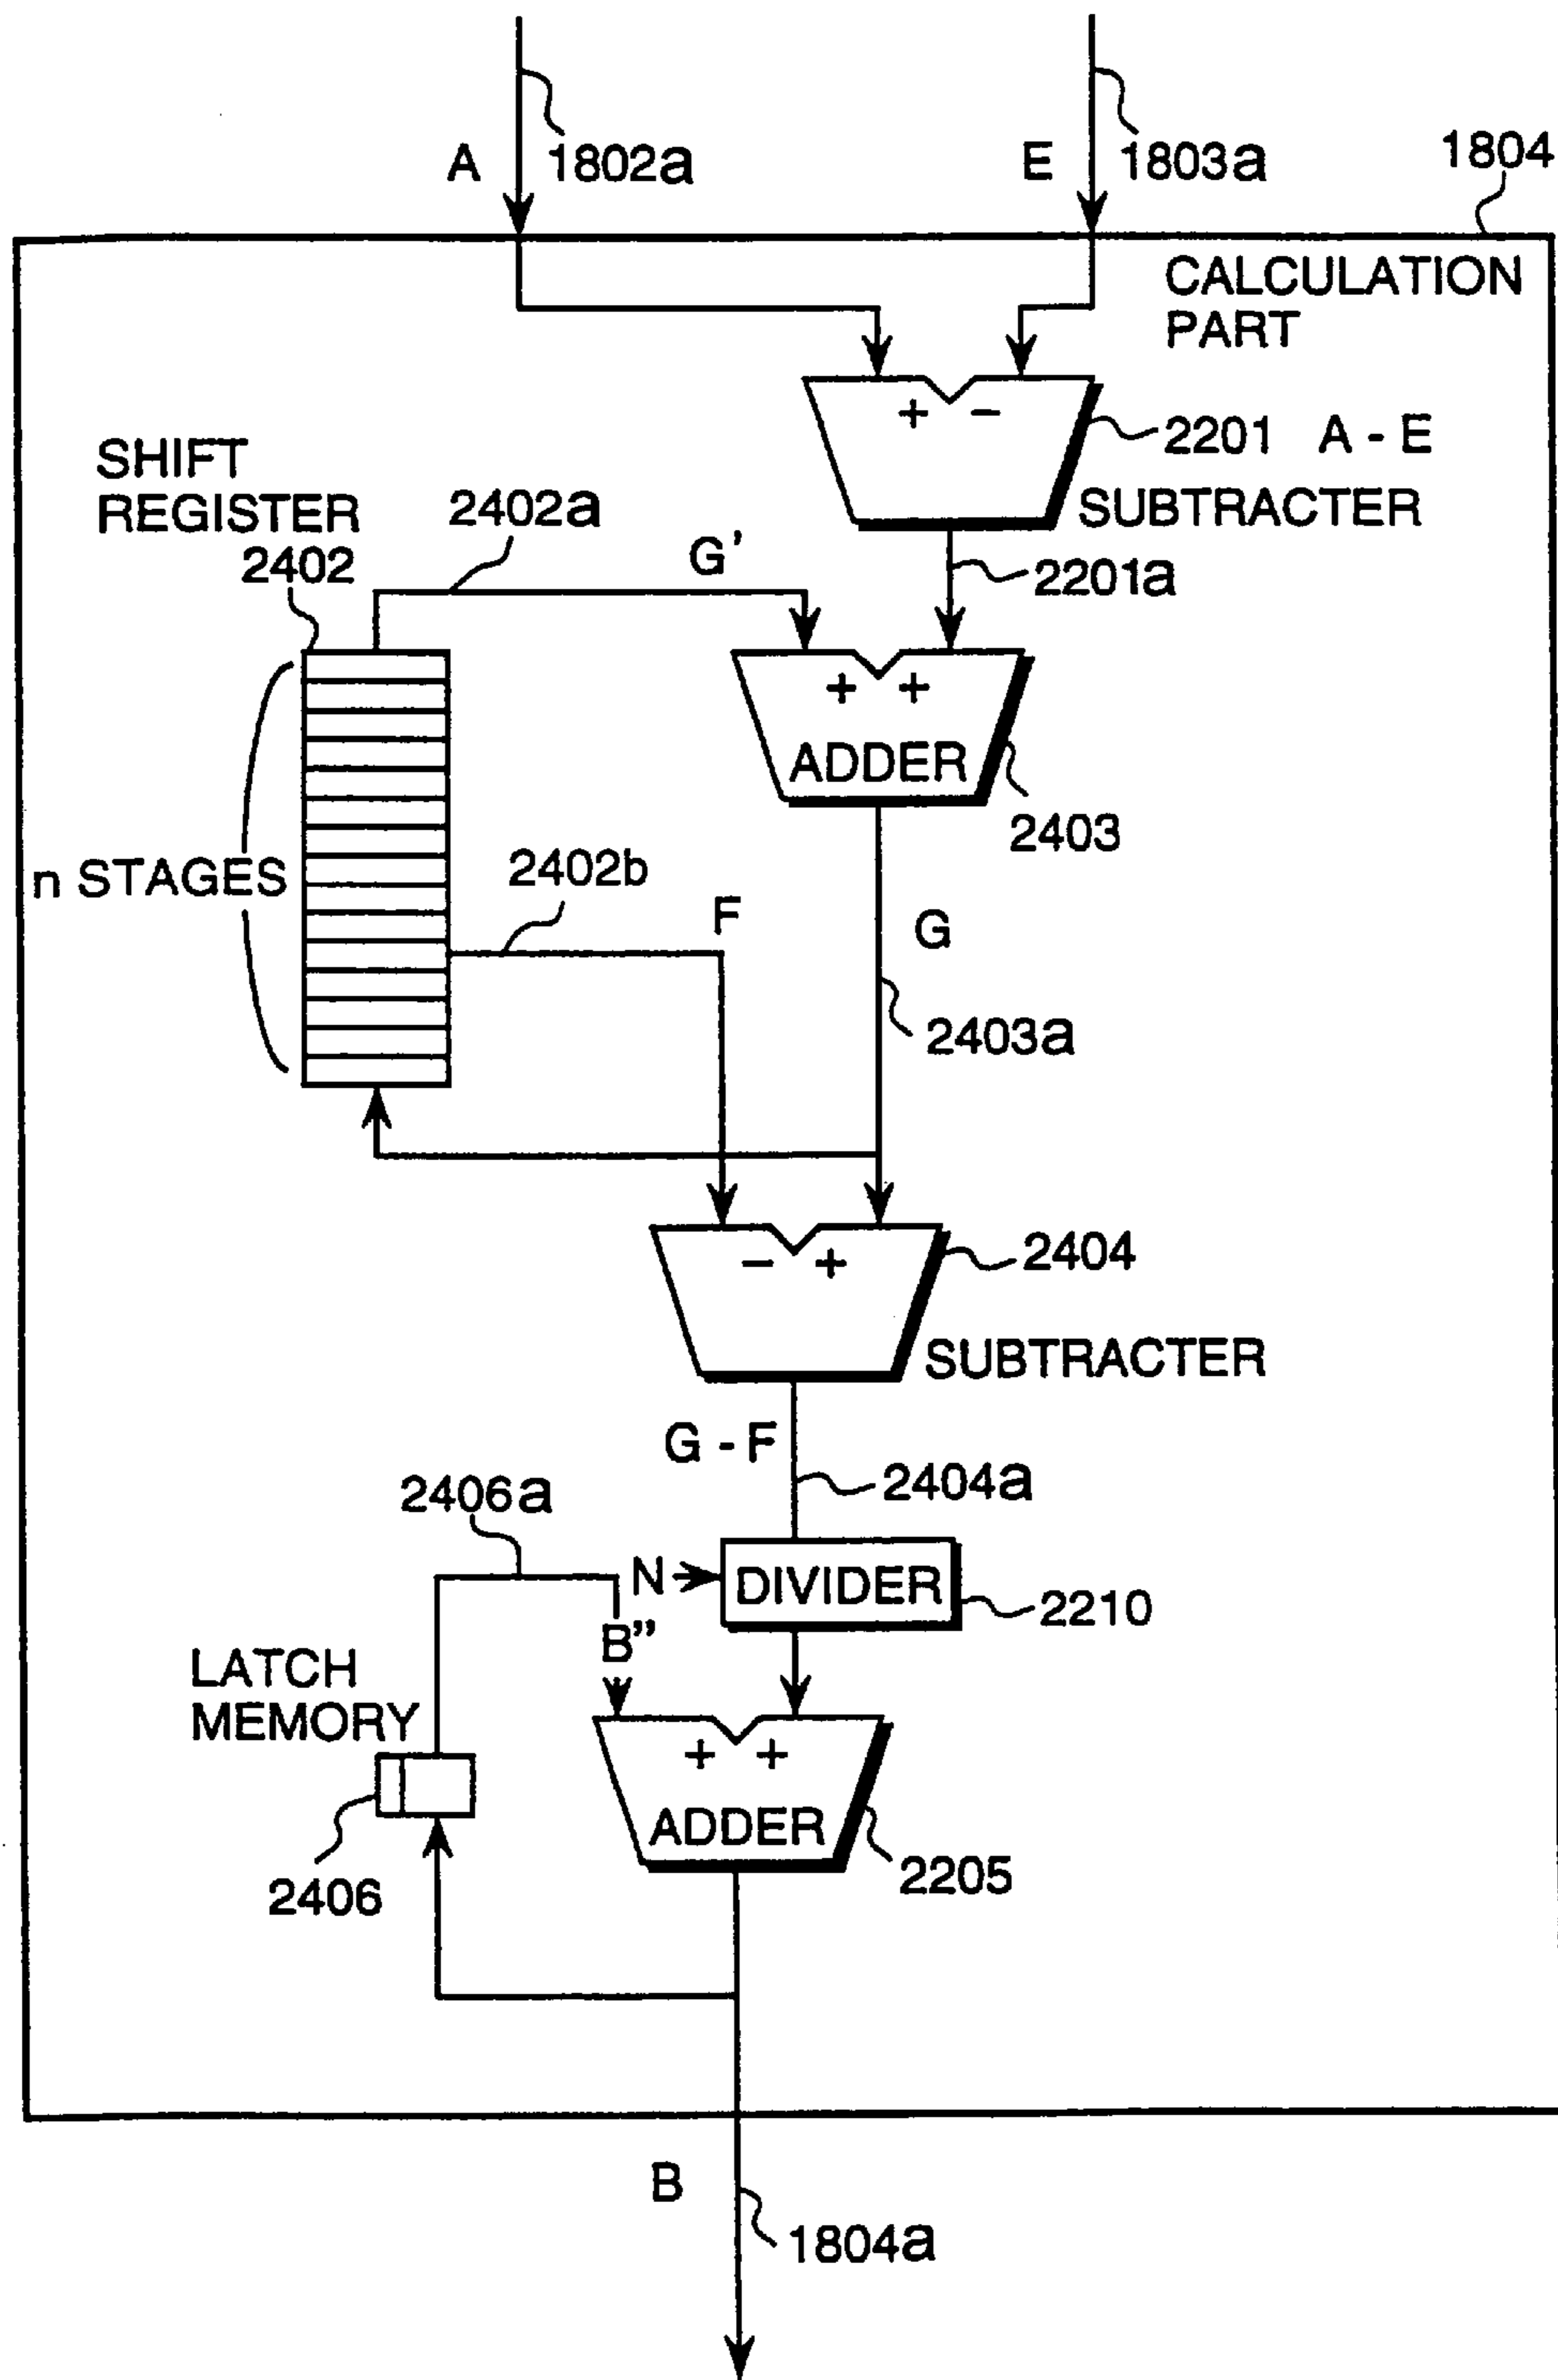 A
1802a
E
1803a
1804
CALCULATION
PART
+ -
2201 A - E
SUBTRACTER
SHIFT
REGISTER
2402
2402a
G'
2201a
+ +
ADDER
2403
n STAGES
2402b
F
G
2403a
- +
2404
SUBTRACTER
G - F
2404a
2406a
N
DIVIDER
2210
B"
LATCH
MEMORY
+ +
ADDER
2205
2406
B
1804a